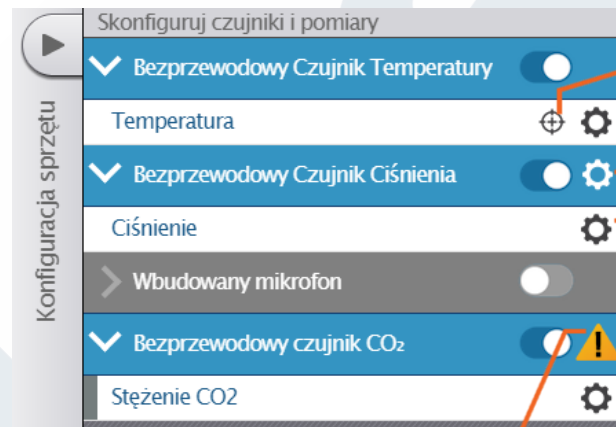 Skonfiguruj czujniki i pomiary
Bezprzewodowy Czujnik Temperatury
Temperatura
Bezprzewodowy Czujnik Ciśnienia
Ciśnienie
Wbudowany mikrofon
Bezprzewodowy czujnik CO₂
Stężenie CO2
Konfiguracja sprzętu